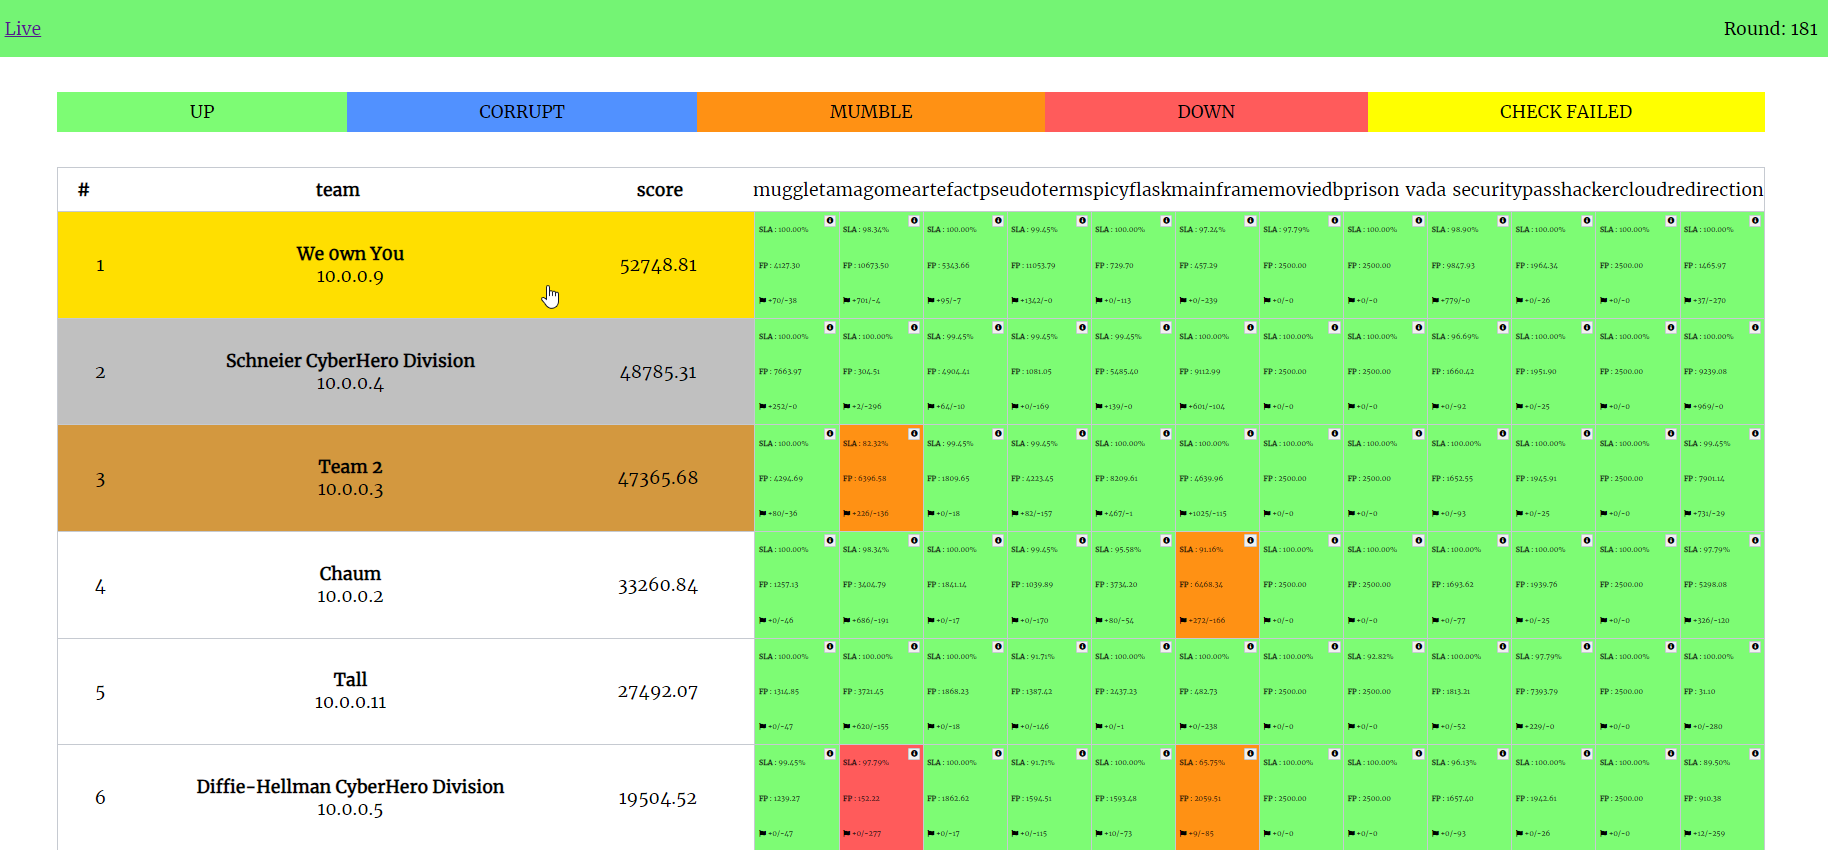 Live Round: 181
UP CORRUPT MUMBLE DOWN CHECK FAILED
# team score muggle tamagome artefact pseudoterm spicyflask mainframe moviedb prison vada security passhacker cloud redirection
SLA : 100.00% SLA : 98.34% SLA : 100.00% SLA : 99.45% SLA : 100.00% SLA : 97.24% SLA : 97.79% SLA : 100.00% SLA : 98.90% SLA : 100.00% SLA : 100.00% SLA : 100.00%
1 We own You 10.0.0.9 52748.81
FP : 4127.30 FP : 10673.50 FP : 5343.66 FP : 11053.79 FP : 729.70 FP : 457.29 FP : 2500.00 FP : 2500.00 FP : 9847.93 FP : 1964.34 FP : 2500.00 FP : 1465.97
+70/-38 +701/-4 +95/-7 +1342/-0 +0/-113 +0/-239 +0/-0 +0/-0 +779/-0 +0/-26 +0/-0 +37/-270
SLA : 100.00% SLA : 100.00% SLA : 99.45% SLA : 99.45% SLA : 99.45% SLA : 100.00% SLA : 100.00% SLA : 100.00% SLA : 96.69% SLA : 100.00% SLA : 100.00% SLA : 100.00%
2 Schneier CyberHero Division 10.0.0.4 48785.31
FP : 7663.97 FP : 304.51 FP : 4904.41 FP : 1081.05 FP : 5485.40 FP : 9112.99 FP : 2500.00 FP : 2500.00 FP : 1660.42 FP : 1951.90 FP : 2500.00 FP : 9239.08
+252/-0 +2/-296 +64/-10 +0/-169 +139/-0 +601/-104 +0/-0 +0/-0 +0/-92 +0/-25 +0/-0 +969/-0
SLA : 100.00% SLA : 82.32% SLA : 99.45% SLA : 99.45% SLA : 100.00% SLA : 100.00% SLA : 100.00% SLA : 100.00% SLA : 100.00% SLA : 100.00% SLA : 100.00% SLA : 99.45%
3 Team 2 10.0.0.3 47365.68
FP : 4294.69 FP : 6396.58 FP : 1809.65 FP : 4223.45 FP : 8209.61 FP : 4639.96 FP : 2500.00 FP : 2500.00 FP : 1652.55 FP : 1945.91 FP : 2500.00 FP : 7901.14
+80/-36 +226/-136 +0/-18 +82/-157 +467/-1 +1025/-115 +0/-0 +0/-0 +0/-93 +0/-25 +0/-0 +731/-29
SLA : 100.00% SLA : 98.34% SLA : 100.00% SLA : 99.45% SLA : 95.58% SLA : 91.16% SLA : 100.00% SLA : 100.00% SLA : 100.00% SLA : 100.00% SLA : 100.00% SLA : 97.79%
4 Chaum 10.0.0.2 33260.84
FP : 1257.13 FP : 3404.79 FP : 1841.14 FP : 1039.89 FP : 3734.20 FP : 6468.34 FP : 2500.00 FP : 2500.00 FP : 1693.62 FP : 1939.76 FP : 2500.00 FP : 5298.08
+0/-46 +686/-191 +0/-17 +0/-170 +80/-54 +272/-166 +0/-0 +0/-0 +0/-77 +0/-25 +0/-0 +326/-120
SLA : 100.00% SLA : 100.00% SLA : 100.00% SLA : 91.71% SLA : 100.00% SLA : 100.00% SLA : 100.00% SLA : 92.82% SLA : 100.00% SLA : 97.79% SLA : 100.00% SLA : 100.00%
5 Tall 10.0.0.11 27492.07
FP : 1314.85 FP : 3721.45 FP : 1868.23 FP : 1387.42 FP : 2437.23 FP : 482.73 FP : 2500.00 FP : 2500.00 FP : 1813.21 FP : 7393.79 FP : 2500.00 FP : 31.10
+0/-47 +620/-155 +0/-18 +0/-146 +0/-1 +0/-238 +0/-0 +0/-0 +0/-52 +229/-0 +0/-0 +0/-280
SLA : 99.45% SLA : 97.79% SLA : 100.00% SLA : 91.71% SLA : 100.00% SLA : 65.75% SLA : 100.00% SLA : 100.00% SLA : 96.13% SLA : 100.00% SLA : 100.00% SLA : 89.50%
6 Diffie-Hellman CyberHero Division 10.0.0.5 19504.52
FP : 1239.27 FP : 152.22 FP : 1862.62 FP : 1594.51 FP : 1593.48 FP : 2059.51 FP : 2500.00 FP : 2500.00 FP : 1657.40 FP : 1942.61 FP : 2500.00 FP : 910.38
+0/-47 +0/-277 +0/-17 +0/-115 +10/-73 +9/-85 +0/-0 +0/-0 +0/-93 +0/-26 +0/-0 +12/-259